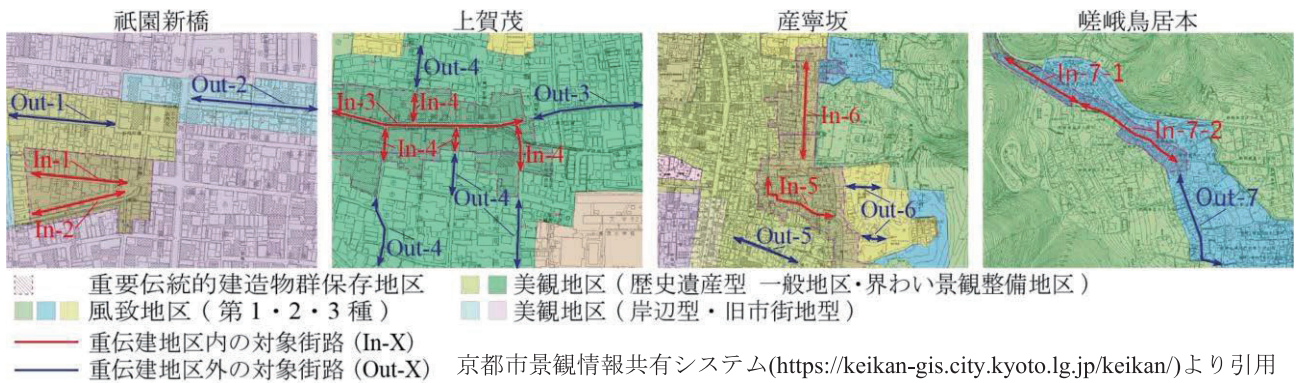 祇園新橋
上賀茂
産寧坂
嵯峨鳥居本
Out-1
Out-2
In-1
In-2
Out-4
In-3
In-4
Out-3
In-4
In-4
Out-4
Out-4
In-6
In-5
Out-6
Out-5
In-7-1
In-7-2
Out-7
重要伝統的建造物群保存地区
美観地区(歴史遺産型 一般地区・界わい景観整備地区)
風致地区(第1・2・3種)
美観地区(岸辺型・旧市街地型)
重伝建地区内の対象街路(In-X)
重伝建地区外の対象街路(Out-X)
京都市景観情報共有システム(https://keikan-gis.city.kyoto.lg.jp/keikan/)より引用